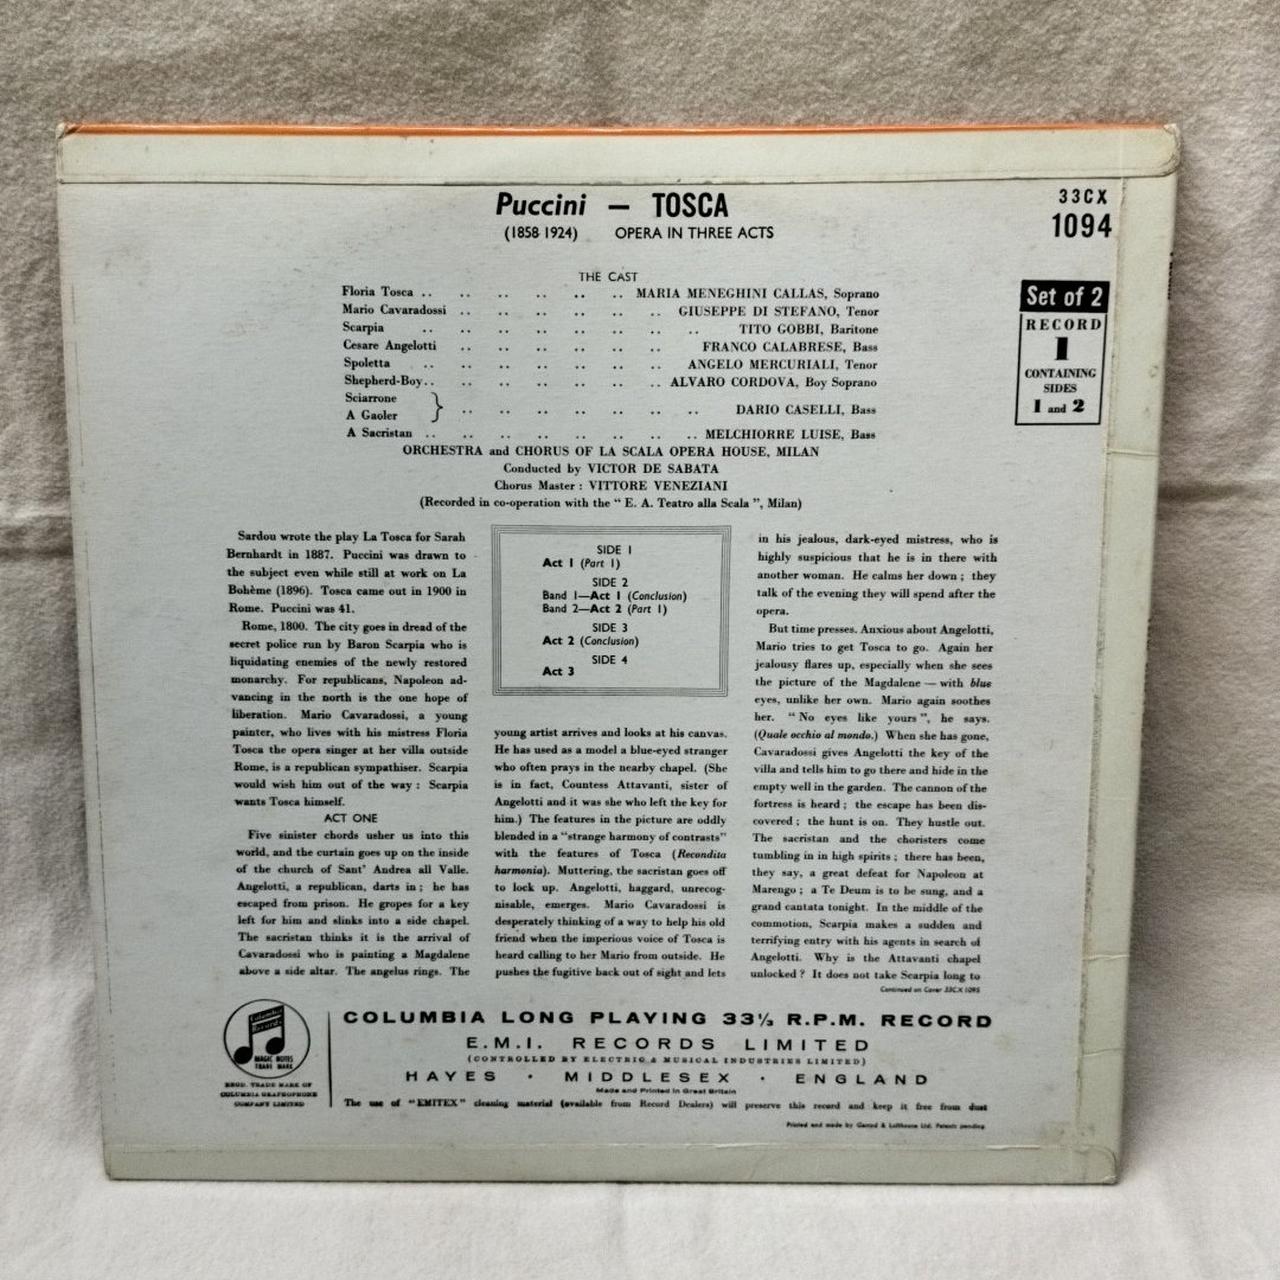 Puccini — TOSCA
(1858 1924) OPERA IN THREE ACTS
33CX
1094
Set of 2
RECORD
1
CONTAINING
SIDES
1 and 2
THE CAST
Floria Tosca .. .. .. .. .. .. MARIA MENEGHINI CALLAS, Soprano
Mario Cavaradossi .. .. .. .. .. .. GIUSEPPE DI STEFANO, Tenor
Scarpia .. .. .. .. .. .. .. .. TITO GOBBI, Baritone
Cesare Angelotti .. .. .. .. .. .. FRANCO CALABRESE, Bass
Spoletta .. .. .. .. .. .. .. ANGELO MERCURIALI, Tenor
Shepherd-Boy.. .. .. .. .. .. .. ALVARO CORDOVA, Boy Soprano
Sciarrone
A Gaoler } .. .. .. .. .. .. .. DARIO CASELLI, Bass
A Sacristan .. .. .. .. .. .. .. .. MELCHIORRE LUISE, Bass
ORCHESTRA and CHORUS OF LA SCALA OPERA HOUSE, MILAN
Conducted by VICTOR DE SABATA
Chorus Master : VITTORE VENEZIANI
(Recorded in co-operation with the “ E. A. Teatro alla Scala ”, Milan)
Sardou wrote the play La Tosca for Sarah
Bernhardt in 1887. Puccini was drawn to
the subject even while still at work on La
Bohème (1896). Tosca came out in 1900 in
Rome. Puccini was 41.
Rome, 1800. The city goes in dread of the
secret police run by Baron Scarpia who is
liquidating enemies of the newly restored
monarchy. For republicans, Napoleon ad-
vancing in the north is the one hope of
liberation. Mario Cavaradossi, a young
painter, who lives with his mistress Floria
Tosca the opera singer at her villa outside
Rome, is a republican sympathiser. Scarpia
would wish him out of the way : Scarpia
wants Tosca himself.
ACT ONE
Five sinister chords usher us into this
world, and the curtain goes up on the inside
of the church of Sant' Andrea all Valle.
Angelotti, a republican, darts in ; he has
escaped from prison. He gropes for a key
left for him and slinks into a side chapel.
The sacristan thinks it is the arrival of
Cavaradossi who is painting a Magdalene
above a side altar. The angelus rings. The
SIDE 1
Act 1 (Part 1)
SIDE 2
Band 1—Act 1 (Conclusion)
Band 2—Act 2 (Part 1)
SIDE 3
Act 2 (Conclusion)
SIDE 4
Act 3
young artist arrives and looks at his canvas.
He has used as a model a blue-eyed stranger
who often prays in the nearby chapel. (She
is in fact, Countess Attavanti, sister of
Angelotti and it was she who left the key for
him.) The features in the picture are oddly
blended in a “strange harmony of contrasts”
with the features of Tosca (Recondita
harmonia). Muttering, the sacristan goes off
to lock up. Angelotti, haggard, unrecog-
nisable, emerges. Mario Cavaradossi is
desperately thinking of a way to help his old
friend when the imperious voice of Tosca is
heard calling to her Mario from outside. He
pushes the fugitive back out of sight and lets
in his jealous, dark-eyed mistress, who is
highly suspicious that he is in there with
another woman. He calms her down ; they
talk of the evening they will spend after the
opera.
But time presses. Anxious about Angelotti,
Mario tries to get Tosca to go. Again her
jealousy flares up, especially when she sees
the picture of the Magdalene — with blue
eyes, unlike her own. Mario again soothes
her. “ No eyes like yours ”, he says.
(Quale occhio al mondo.) When she has gone,
Cavaradossi gives Angelotti the key of the
villa and tells him to go there and hide in the
empty well in the garden. The cannon of the
fortress is heard ; the escape has been dis-
covered ; the hunt is on. They hustle out.
The sacristan and the choristers come
tumbling in in high spirits ; there has been,
they say, a great defeat for Napoleon at
Marengo ; a Te Deum is to be sung, and a
grand cantata tonight. In the middle of the
commotion, Scarpia makes a sudden and
terrifying entry with his agents in search of
Angelotti. Why is the Attavanti chapel
unlocked ? It does not take Scarpia long to
Continued on Cover 33CX 1095
Columbia
Records
MAGIC NOTES
TRADE MARK
REGD. TRADE MARK OF
COLUMBIA GRAPHOPHONE
COMPANY LIMITED
COLUMBIA LONG PLAYING 33⅓ R.P.M. RECORD
E.M.I. RECORDS LIMITED
(CONTROLLED BY ELECTRIC & MUSICAL INDUSTRIES LIMITED)
HAYES · MIDDLESEX · ENGLAND
Made and Printed in Great Britain
The use of “EMITEX” cleaning material (available from Record Dealers) will preserve this record and keep it free from dust
Printed and made by Garrod & Lofthouse Ltd. Patents pending